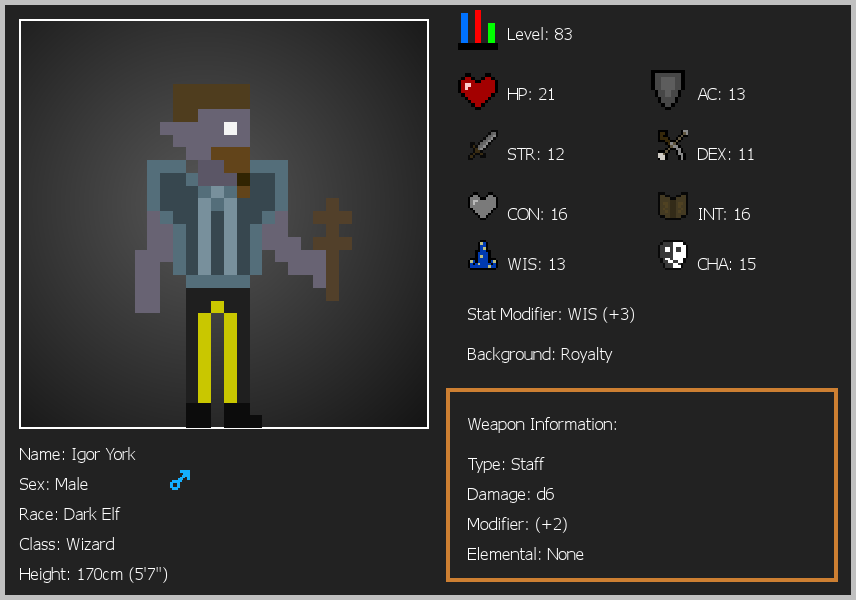 Level: 83
HP: 21
AC: 13
STR: 12
DEX: 11
CON: 16
INT: 16
WIS: 13
CHA: 15
Stat Modifier: WIS (+3)
Background: Royalty
Weapon Information:
Type: Staff
Damage: d6
Modifier: (+2)
Elemental: None
Name: Igor York
Sex: Male
Race: Dark Elf
Class: Wizard
Height: 170cm (5'7")